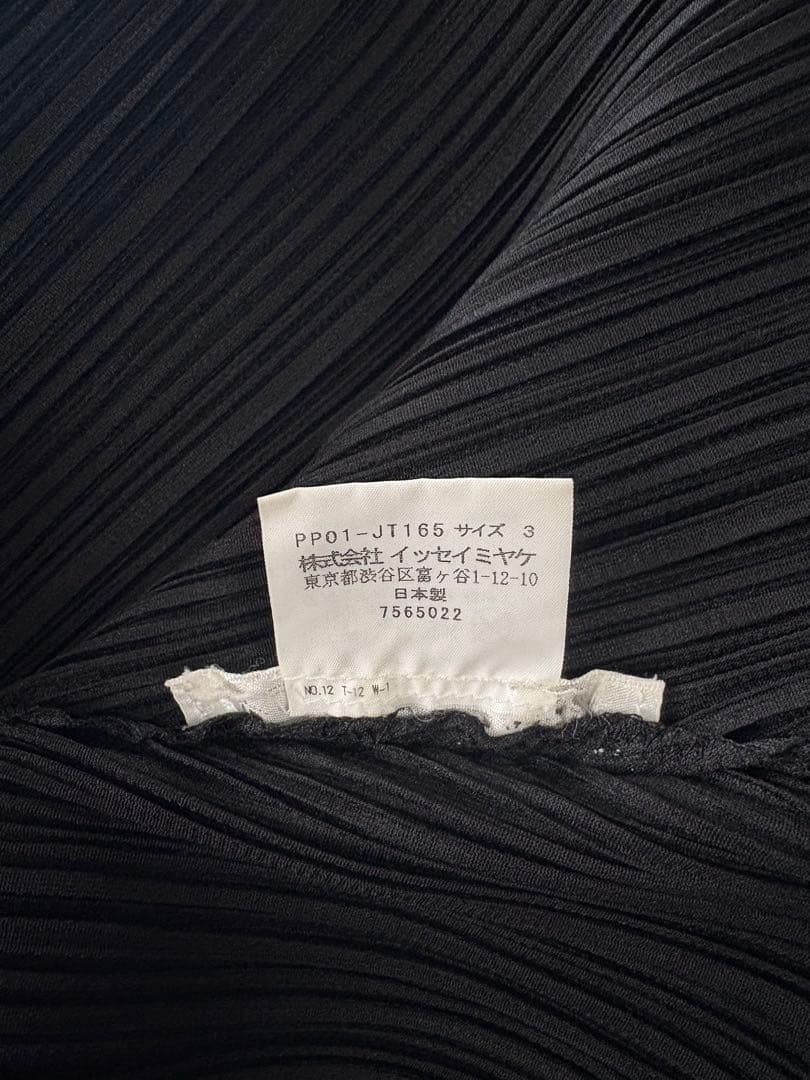 PP01-JT165 サイズ 3
株式会社 イッセイミヤケ
東京都渋谷区富ヶ谷1-12-10
日本製
7565022
NO.12 T-12 W-1